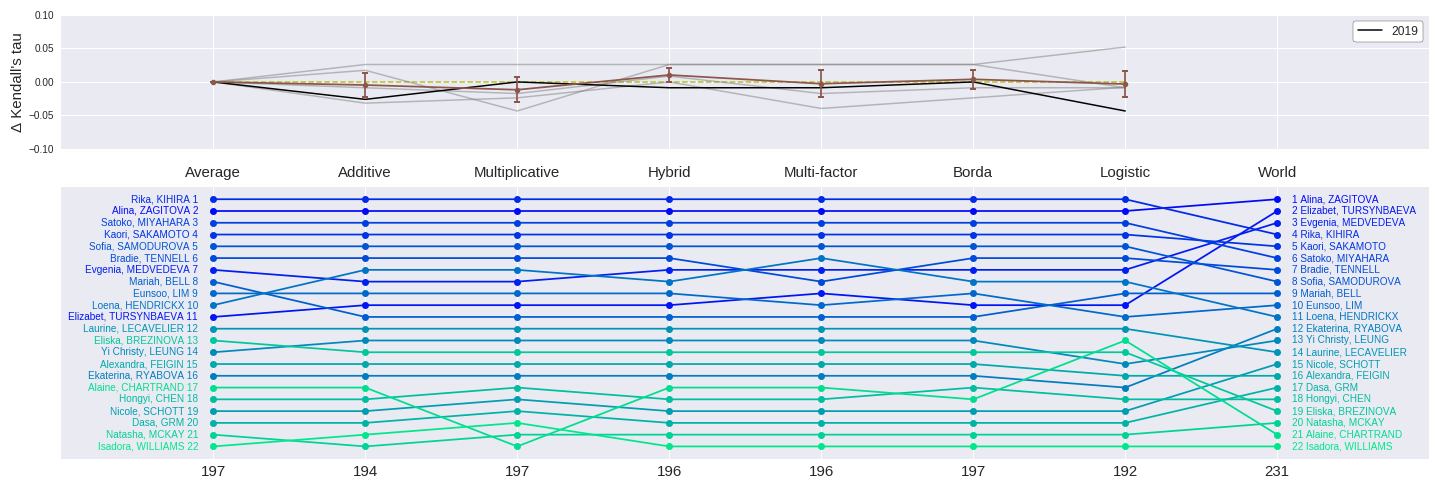 0.10
0.05
0.00
−0.05
−0.10
Δ Kendall's tau
2019
Average Additive Multiplicative Hybrid Multi-factor Borda Logistic World
Rika, KIHIRA 1
Alina, ZAGITOVA 2
Satoko, MIYAHARA 3
Kaori, SAKAMOTO 4
Sofia, SAMODUROVA 5
Bradie, TENNELL 6
Evgenia, MEDVEDEVA 7
Mariah, BELL 8
Eunsoo, LIM 9
Loena, HENDRICKX 10
Elizabet, TURSYNBAEVA 11
Laurine, LECAVELIER 12
Eliska, BREZINOVA 13
Yi Christy, LEUNG 14
Alexandra, FEIGIN 15
Ekaterina, RYABOVA 16
Alaine, CHARTRAND 17
Hongyi, CHEN 18
Nicole, SCHOTT 19
Dasa, GRM 20
Natasha, MCKAY 21
Isadora, WILLIAMS 22
1 Alina, ZAGITOVA
2 Elizabet, TURSYNBAEVA
3 Evgenia, MEDVEDEVA
4 Rika, KIHIRA
5 Kaori, SAKAMOTO
6 Satoko, MIYAHARA
7 Bradie, TENNELL
8 Sofia, SAMODUROVA
9 Mariah, BELL
10 Eunsoo, LIM
11 Loena, HENDRICKX
12 Ekaterina, RYABOVA
13 Yi Christy, LEUNG
14 Laurine, LECAVELIER
15 Nicole, SCHOTT
16 Alexandra, FEIGIN
17 Dasa, GRM
18 Hongyi, CHEN
19 Eliska, BREZINOVA
20 Natasha, MCKAY
21 Alaine, CHARTRAND
22 Isadora, WILLIAMS
197 194 197 196 196 197 192 231